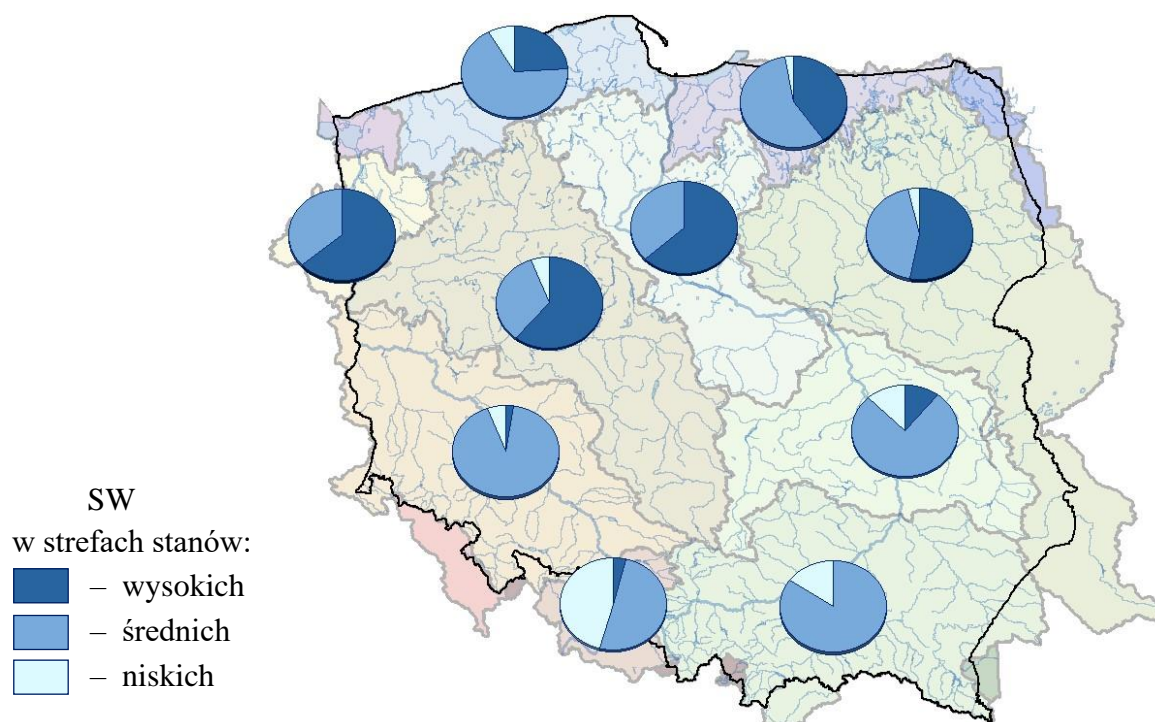 SW
w strefach stanów:
– wysokich
– średnich
– niskich